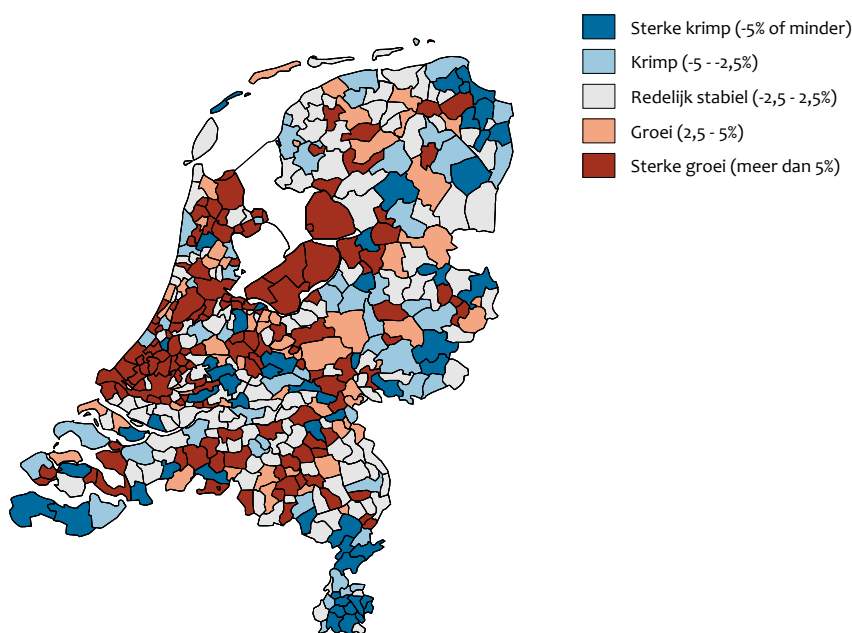 Sterke krimp (-5% of minder)
Krimp (-5 - -2,5%)
Redelijk stabiel (-2,5 - 2,5%)
Groei (2,5 - 5%)
Sterke groei (meer dan 5%)